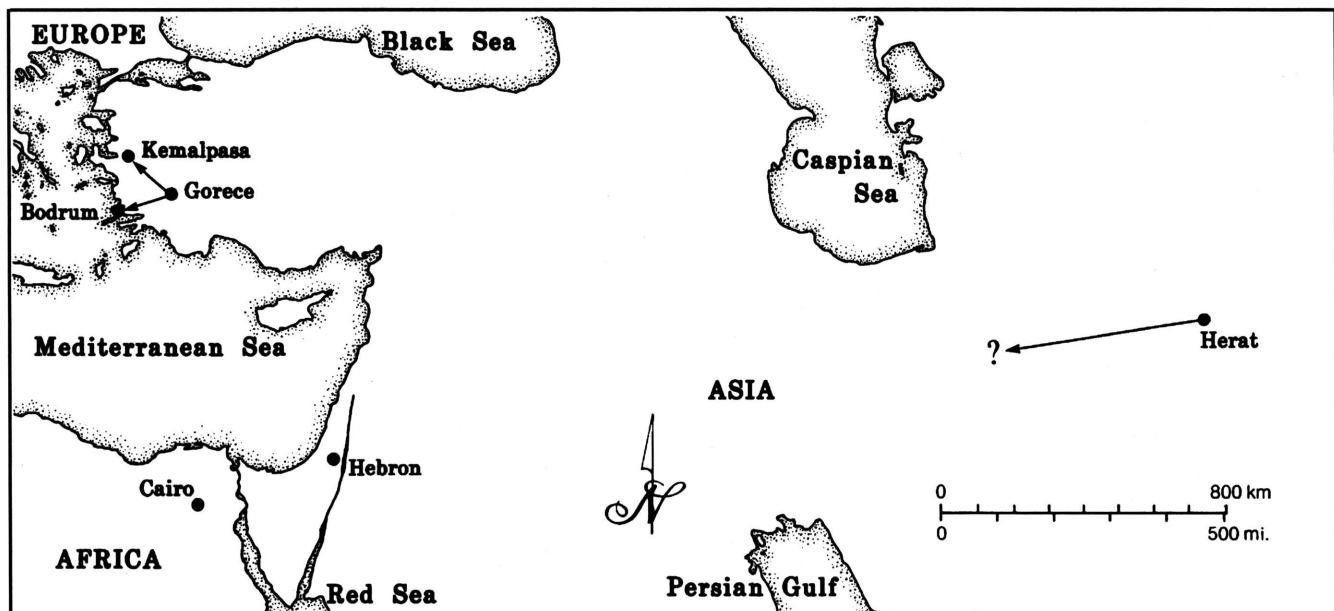 EUROPE
Black Sea
Kemalpasa
Gorece
Bodrum
Caspian
Sea
Mediterranean Sea
?
Herat
ASIA
Hebron
Cairo
N
0 800 km
0 500 mi.
AFRICA
Red Sea
Persian Gulf